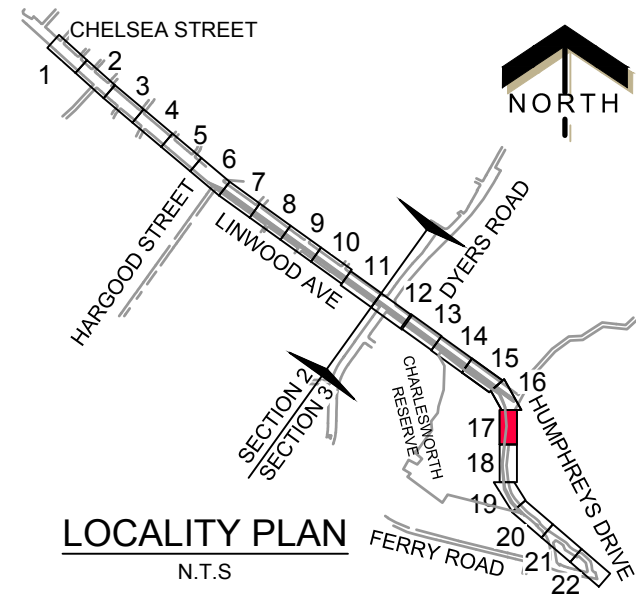 CHELSEA STREET
NORTH
1
2
3
4
5
6
7
8
9
10
11
12
13
14
15
16
17
18
19
20
21
22
HARGOOD STREET
LINWOOD AVE
DYERS ROAD
SECTION 2
SECTION 3
CHARLESWORTH
RESERVE
HUMPHREYS DRIVE
FERRY ROAD
LOCALITY PLAN
N.T.S